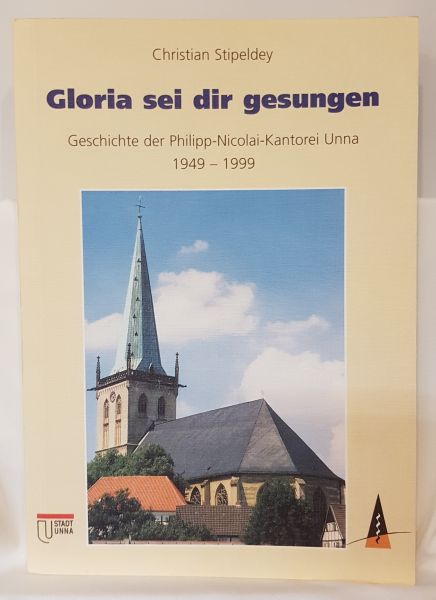 Christian Stipeldey
Gloria sei dir gesungen
Geschichte der Philipp-Nicolai-Kantorei Unna
1949 – 1999
STADT
UNNA